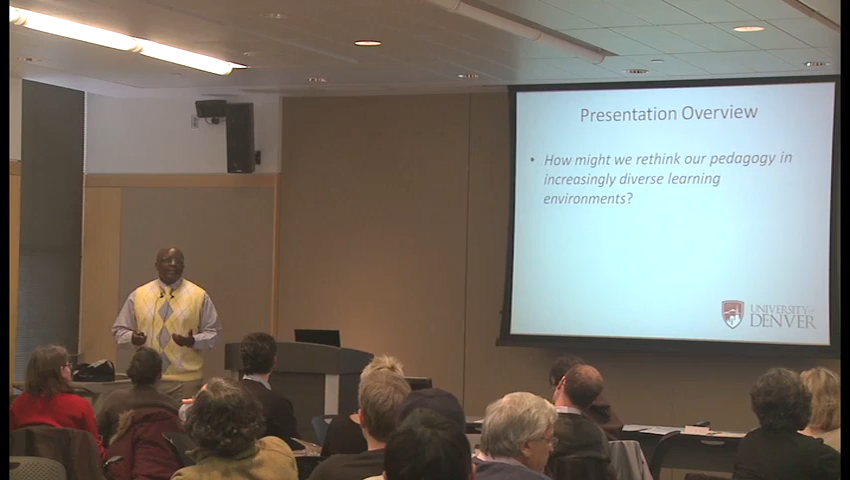 Presentation Overview
• How might we rethink our pedagogy in
increasingly diverse learning
environments?
UNIVERSITY of
DENVER